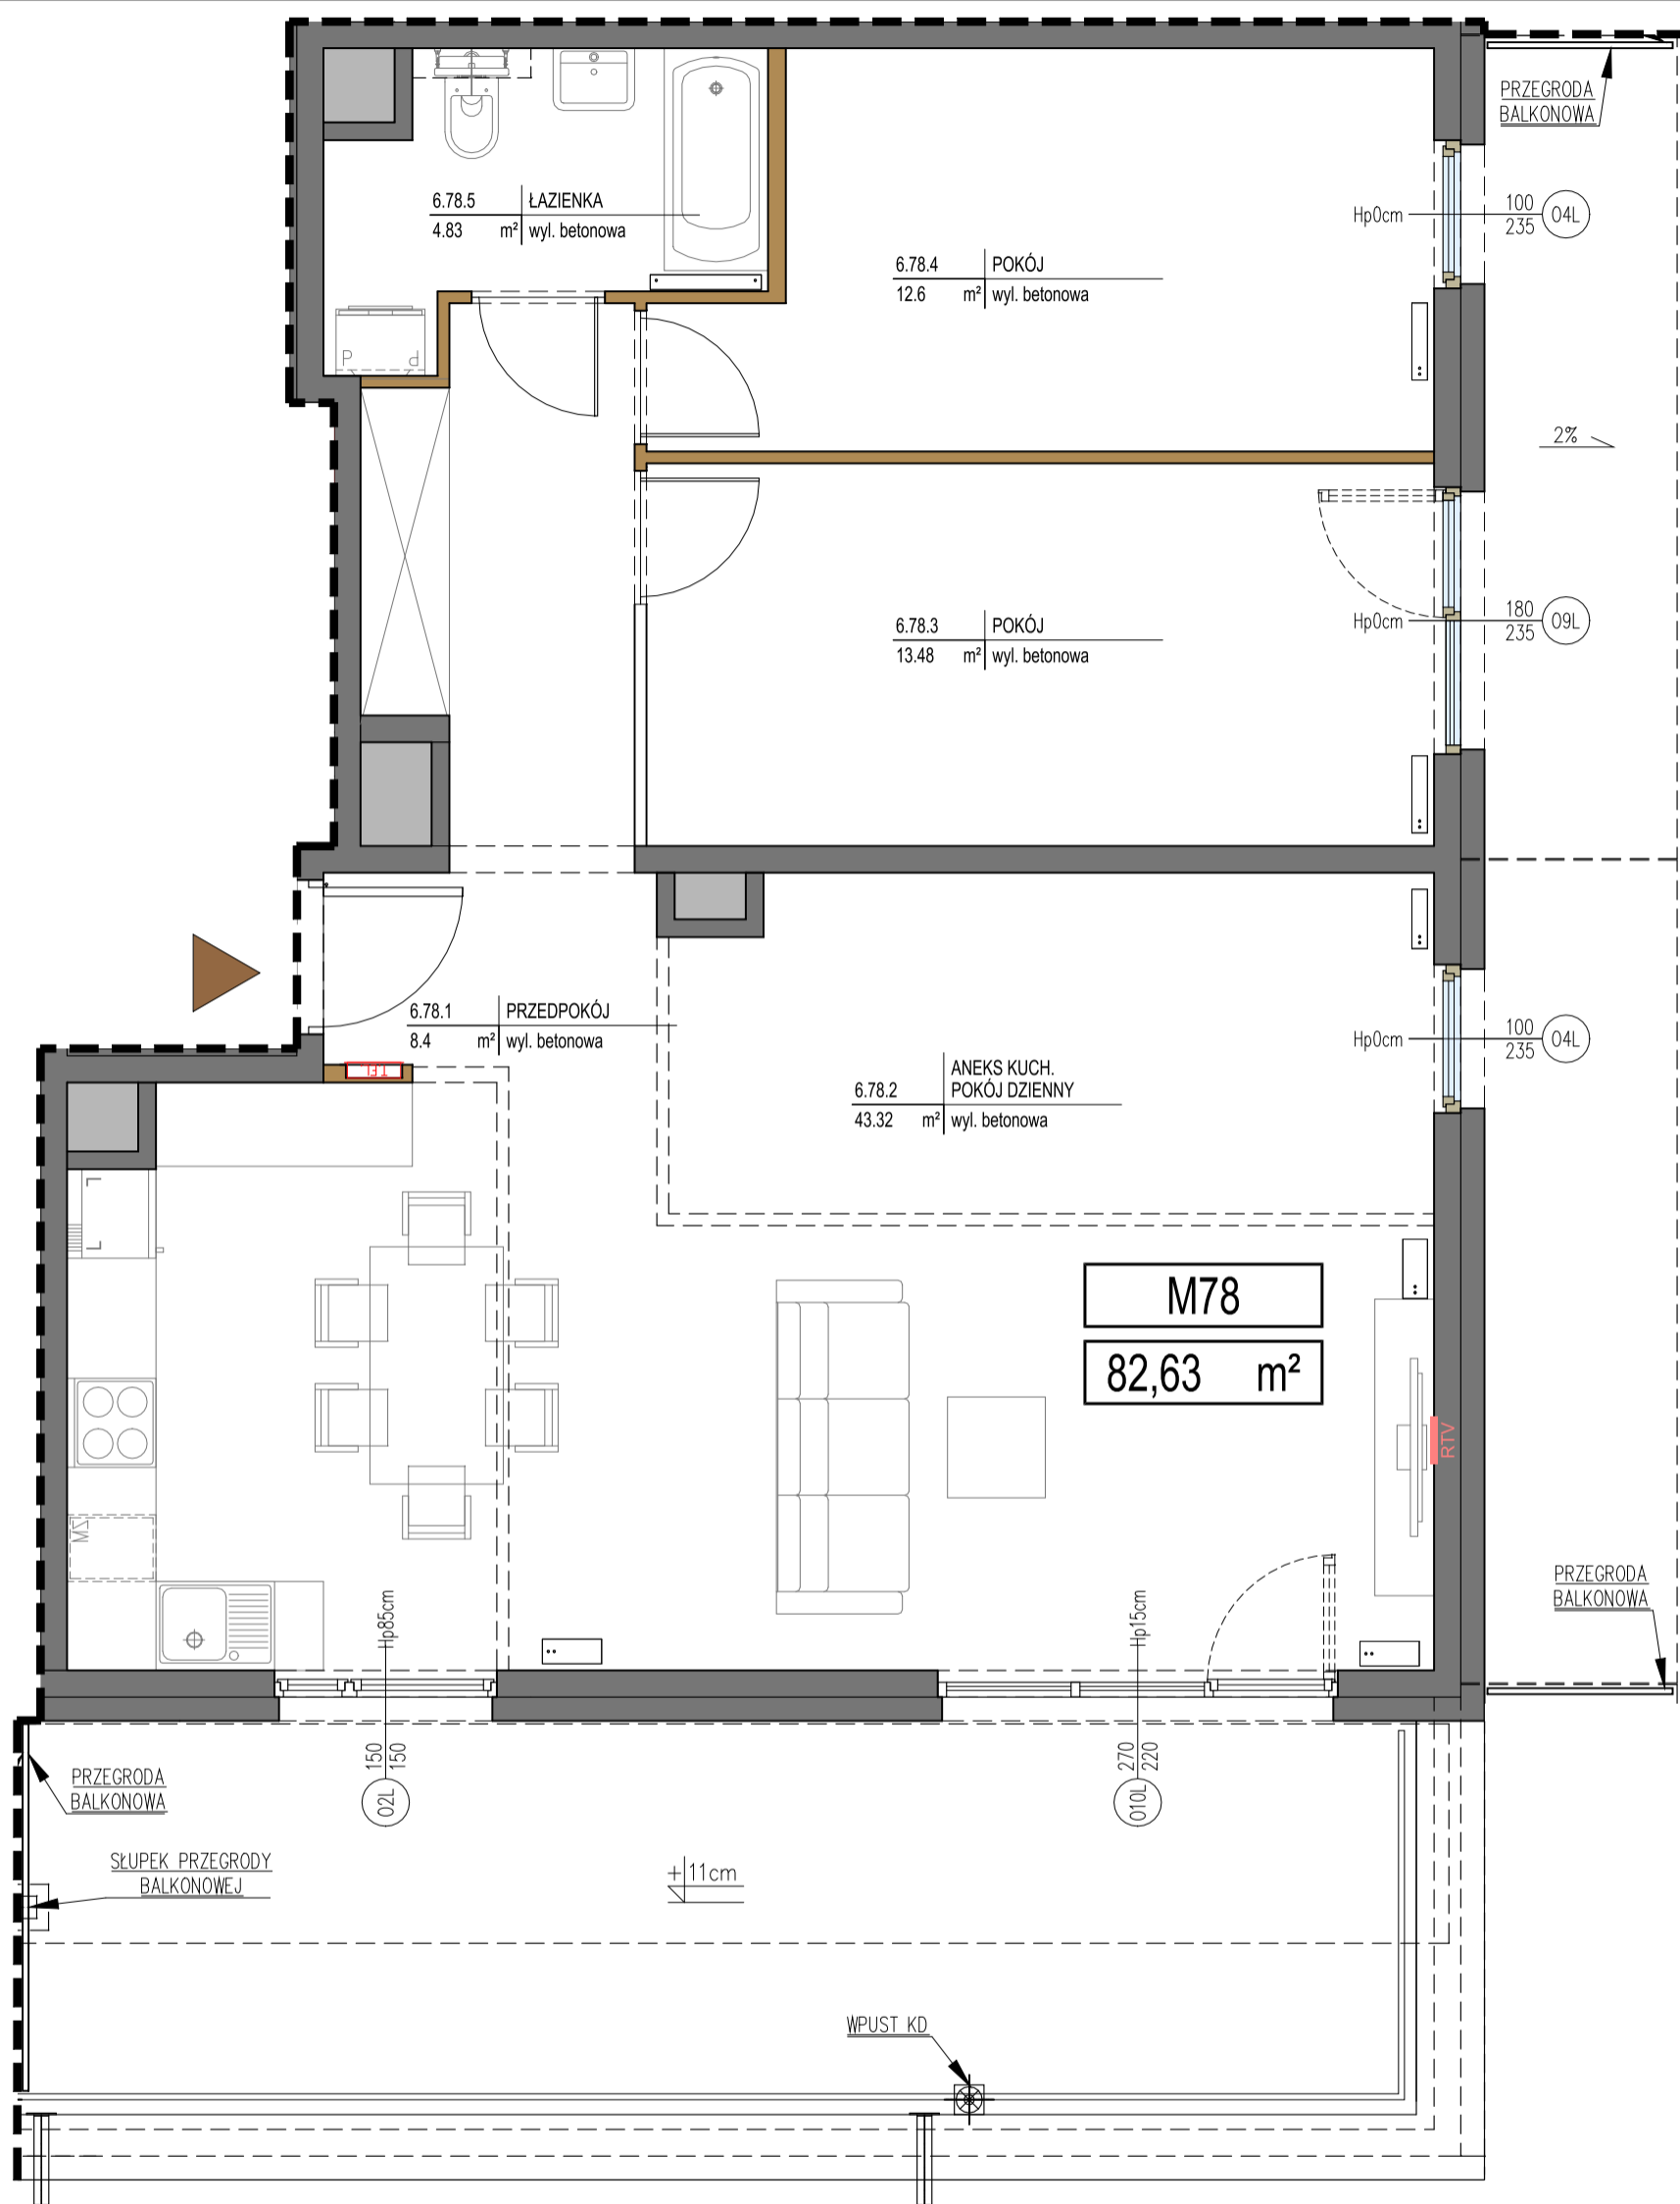 PRZEGRODA
BALKONOWA
6.78.5 ŁAZIENKA
4.83 m² wyl. betonowa
Hp0cm 100 04L
235
6.78.4 POKÓJ
12.6 m² wyl. betonowa
P d
2%
6.78.3 POKÓJ
13.48 m² wyl. betonowa
Hp0cm 180 09L
235
6.78.1 PRZEDPOKÓJ
8.4 m² wyl. betonowa
Hp0cm 100 04L
235
TEL
ANEKS KUCH.
6.78.2 POKÓJ DZIENNY
43.32 m² wyl. betonowa
L
L
M78
82,63 m²
RTV
MZ
Hp85cm
Hp15cm
PRZEGRODA
BALKONOWA
150
150
02L
270
220
010L
PRZEGRODA
BALKONOWA
SŁUPEK PRZEGRODY
BALKONOWEJ
+11cm
WPUST KD